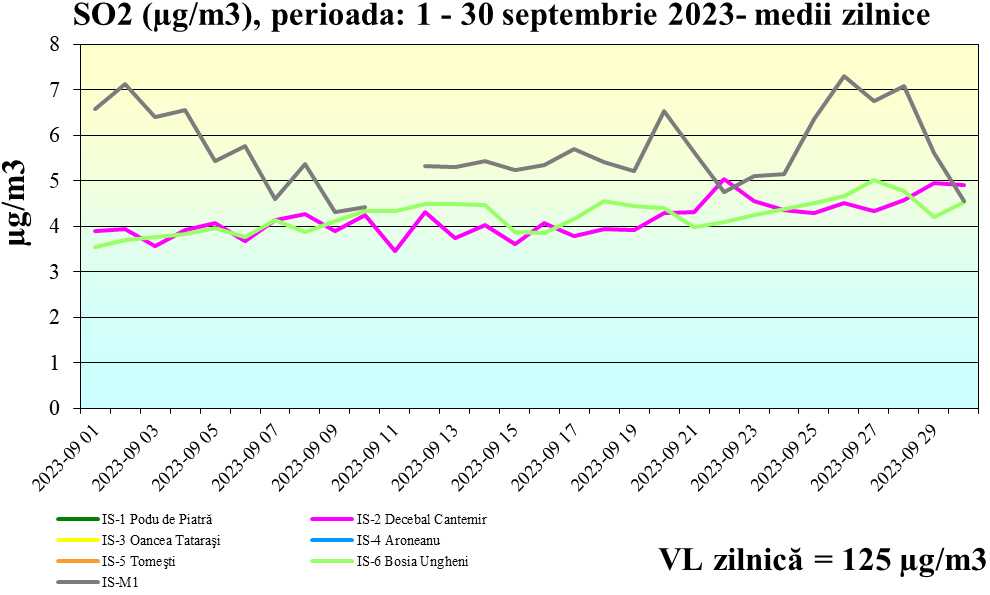 SO2 (µg/m3), perioada: 1 - 30 septembrie 2023- medii zilnice
µg/m3
8
7
6
5
4
3
2
1
0
2023-09 01
2023-09 03
2023-09 05
2023-09 07
2023-09 09
2023-09 11
2023-09 13
2023-09 15
2023-09 17
2023-09 19
2023-09 21
2023-09 23
2023-09 25
2023-09 27
2023-09 29
IS-1 Podu de Piatră
IS-2 Decebal Cantemir
IS-3 Oancea Tataraşi
IS-4 Aroneanu
IS-5 Tomeşti
IS-6 Bosia Ungheni
IS-M1
VL zilnică = 125 µg/m3